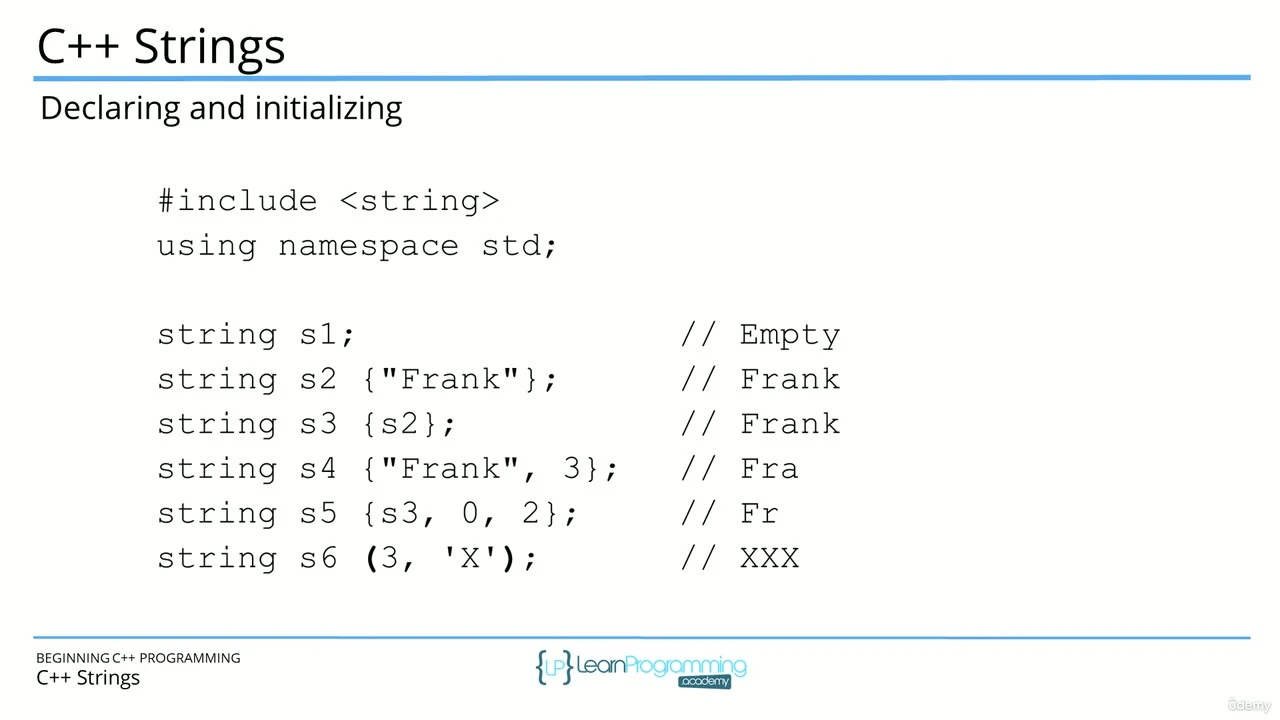 C++ Strings
Declaring and initializing
#include <string>
using namespace std;
string s1; // Empty
string s2 {"Frank"}; // Frank
string s3 {s2}; // Frank
string s4 {"Frank", 3}; // Fra
string s5 {s3, 0, 2}; // Fr
string s6 (3, 'X'); // XXX
BEGINNING C++ PROGRAMMING
C++ Strings
{LP} LearnProgramming
.academy
ûdemy